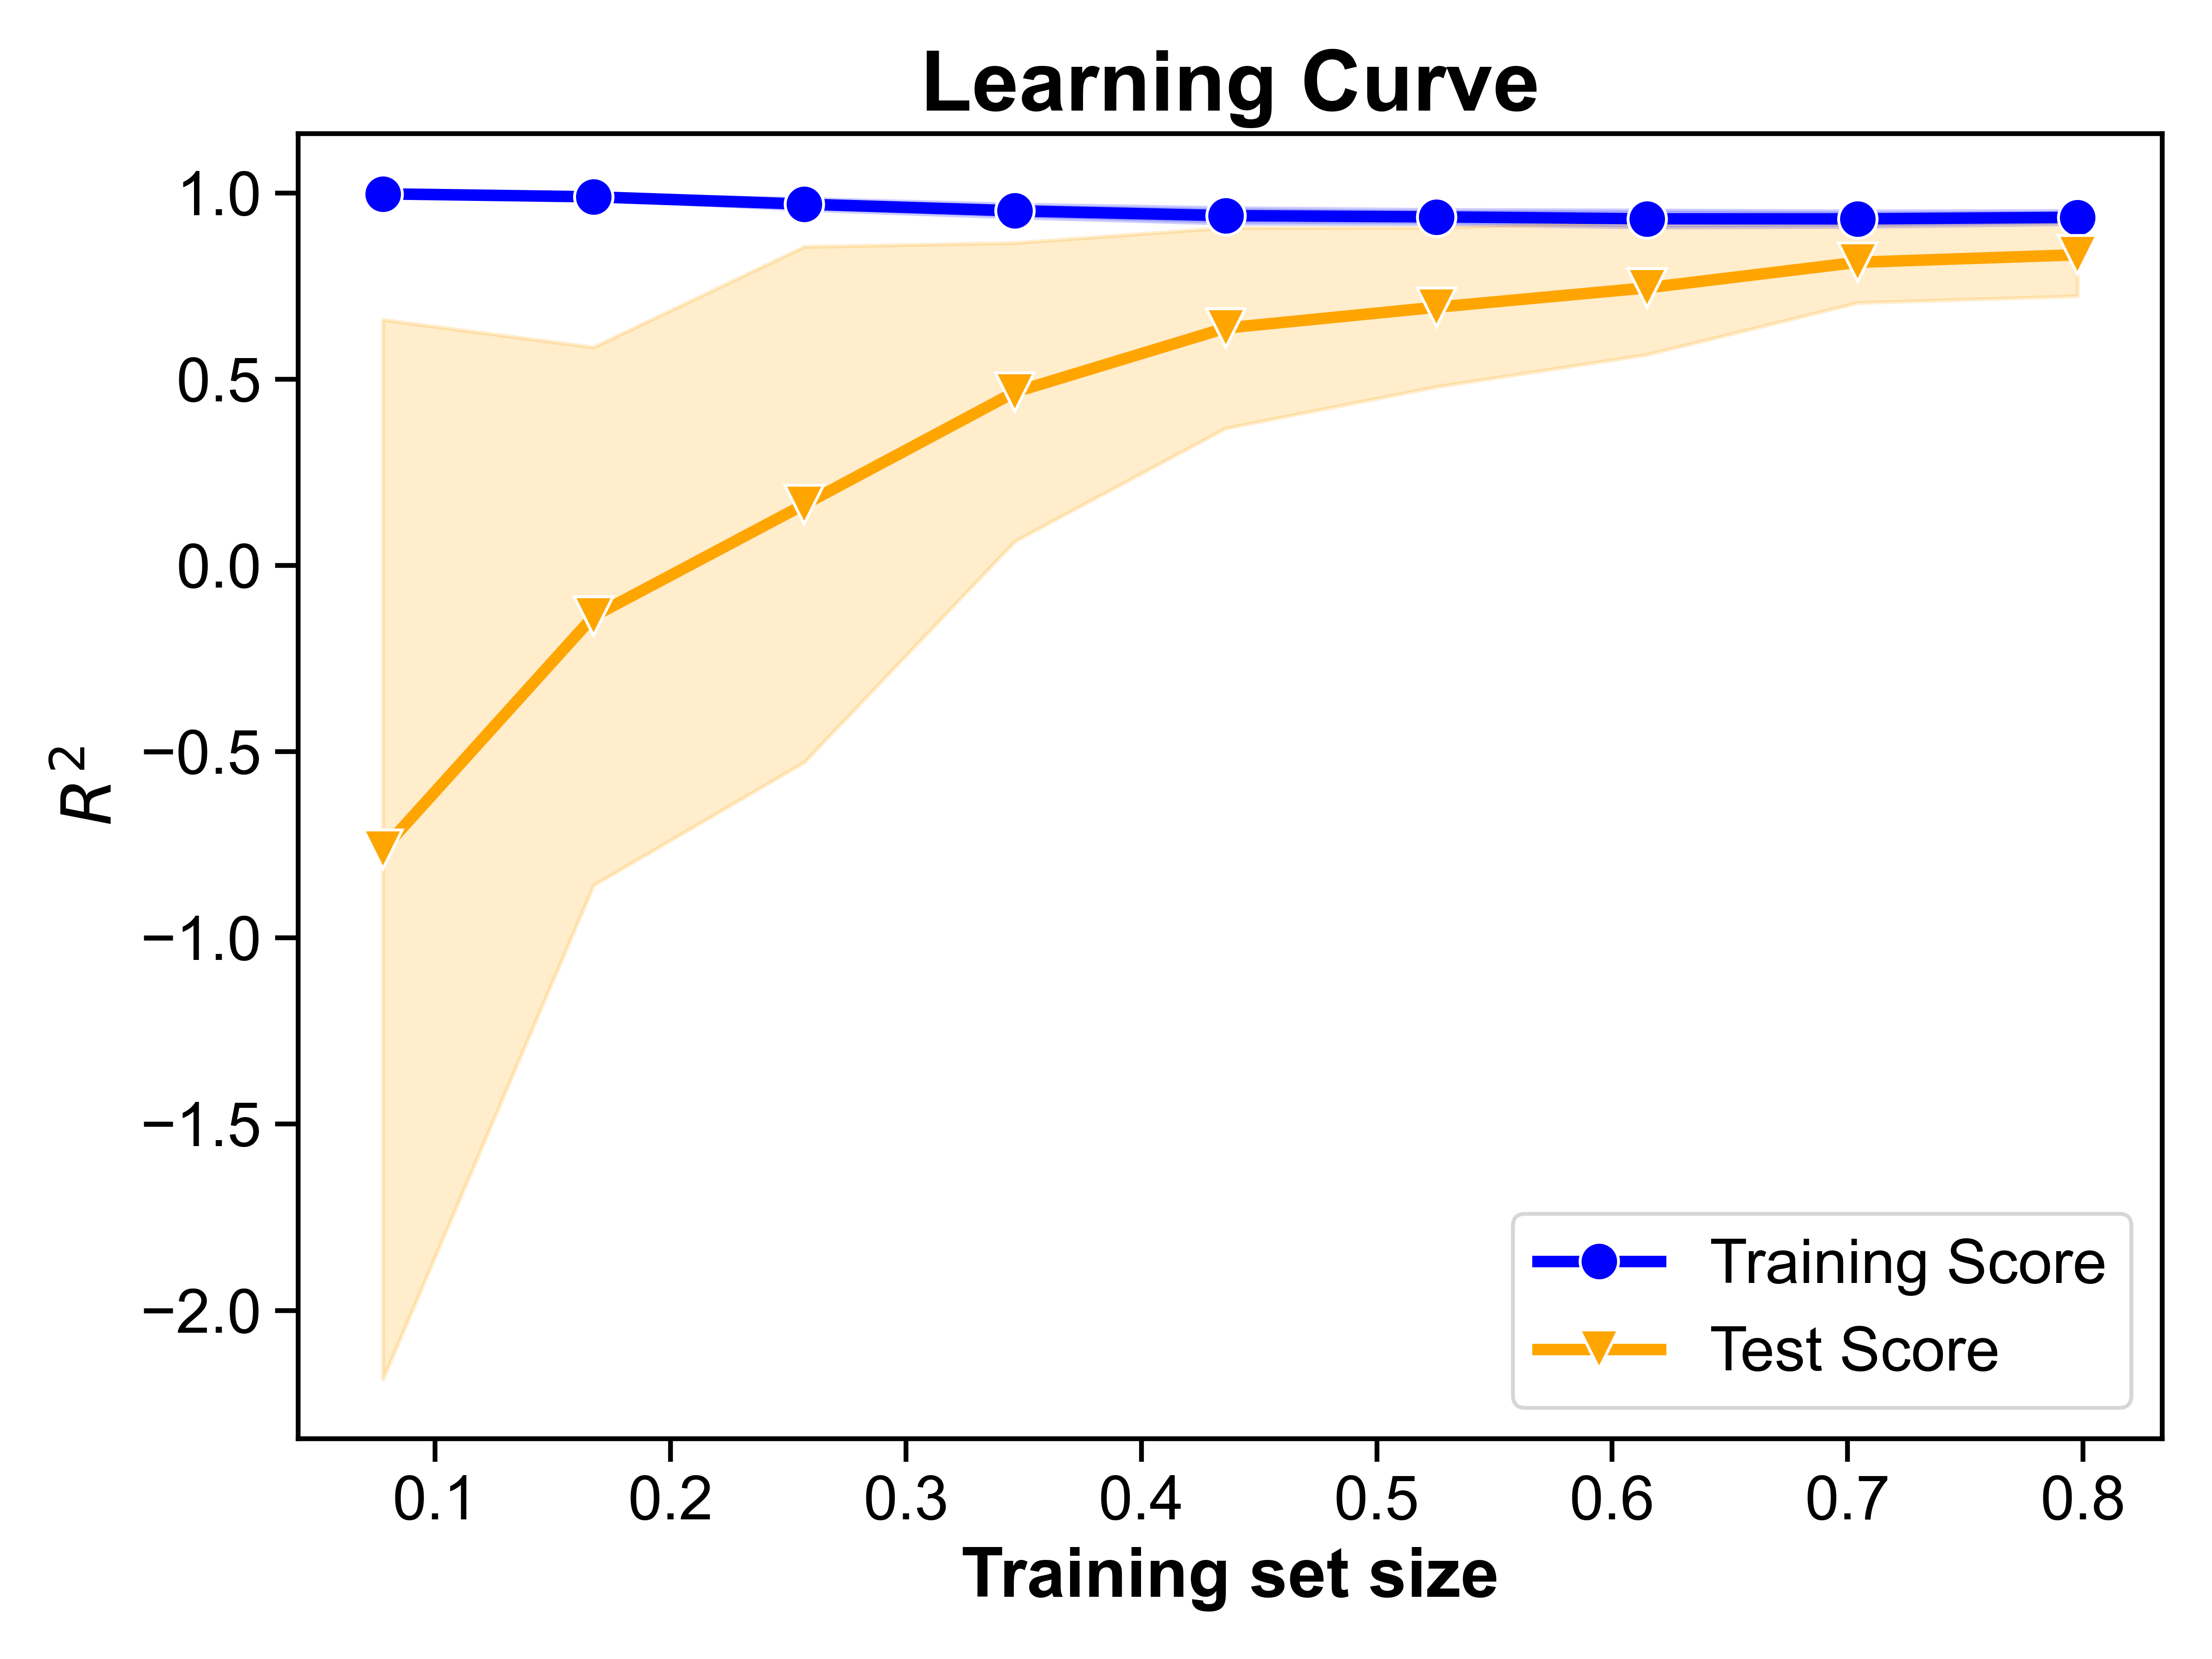 Learning Curve
1.0
0.5
0.0
−0.5
−1.0
−1.5
−2.0
R²
Training Score
Test Score
0.1 0.2 0.3 0.4 0.5 0.6 0.7 0.8
Training set size